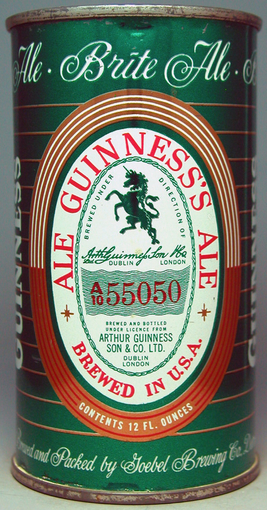 Ale · Brite Ale ·
GUINNESS
ALE GUINNESS'S ALE
BREWED UNDER DIRECTION OF
Arthur Guinness Son & Co.
DUBLIN LONDON
A/10 55050
BREWED AND BOTTLED
UNDER LICENCE FROM
ARTHUR GUINNESS
SON & CO. LTD.
DUBLIN
LONDON
BREWED IN U.S.A.
CONTENTS 12 FL. OUNCES
and Packed by Goebel Brewing Co.